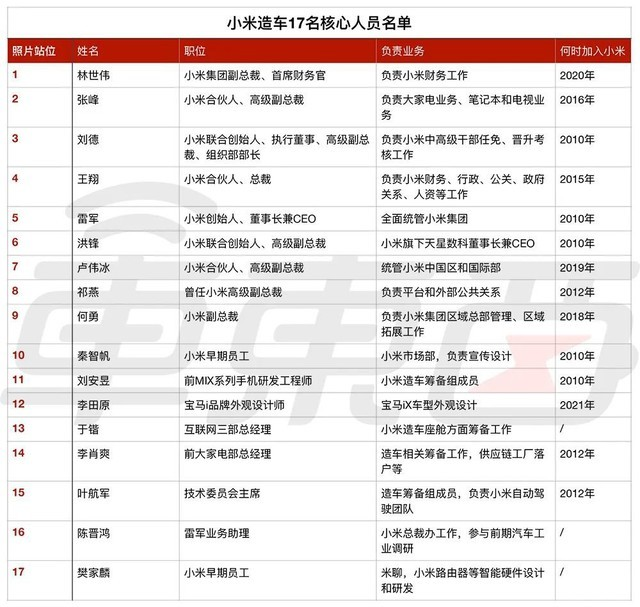 小米造车17名核心人员名单
照片站位 姓名 职位 负责业务 何时加入小米
1 林世伟 小米集团副总裁、首席财务官 负责小米财务工作 2020年
2 张峰 小米合伙人、高级副总裁 负责大家电业务、笔记本和电视业 2016年
务
3 刘德 小米联合创始人、执行董事、高级副总 负责小米中高级干部任免、晋升考 2010年
裁、组织部部长 核工作
4 王翔 小米合伙人、总裁 负责小米财务、行政、公关、政府 2015年
关系、人资等工作
5 雷军 小米创始人、董事长兼CEO 全面统管小米集团 2010年
6 洪锋 小米联合创始人、高级副总裁 小米旗下天星数科董事长兼CEO 2010年
7 卢伟冰 小米合伙人、高级副总裁 统管小米中国区和国际部 2019年
8 祁燕 曾任小米高级副总裁 负责平台和外部公共关系 2012年
9 何勇 小米副总裁 负责小米集团区域总部管理、区域 2018年
拓展工作
10 秦智帆 小米早期员工 小米市场部，负责宣传设计 2010年
11 刘安昱 前MIX系列手机研发工程师 小米造车筹备组成员 2010年
12 李田原 宝马i品牌外观设计师 宝马iX车型外观设计 2021年
13 于锴 互联网三部总经理 小米造车座舱方面筹备工作 /
14 李肖爽 前大家电部总经理 造车相关筹备工作，供应链工厂落 2012年
户等
15 叶航军 技术委员会主席 造车筹备组成员，负责小米自动驾 2012年
驶团队
16 陈晋鸿 雷军业务助理 小米总裁办工作，参与前期汽车工 /
业调研
17 樊家麟 小米早期员工 米聊，小米路由器等智能硬件设计 /
和研发
车东西